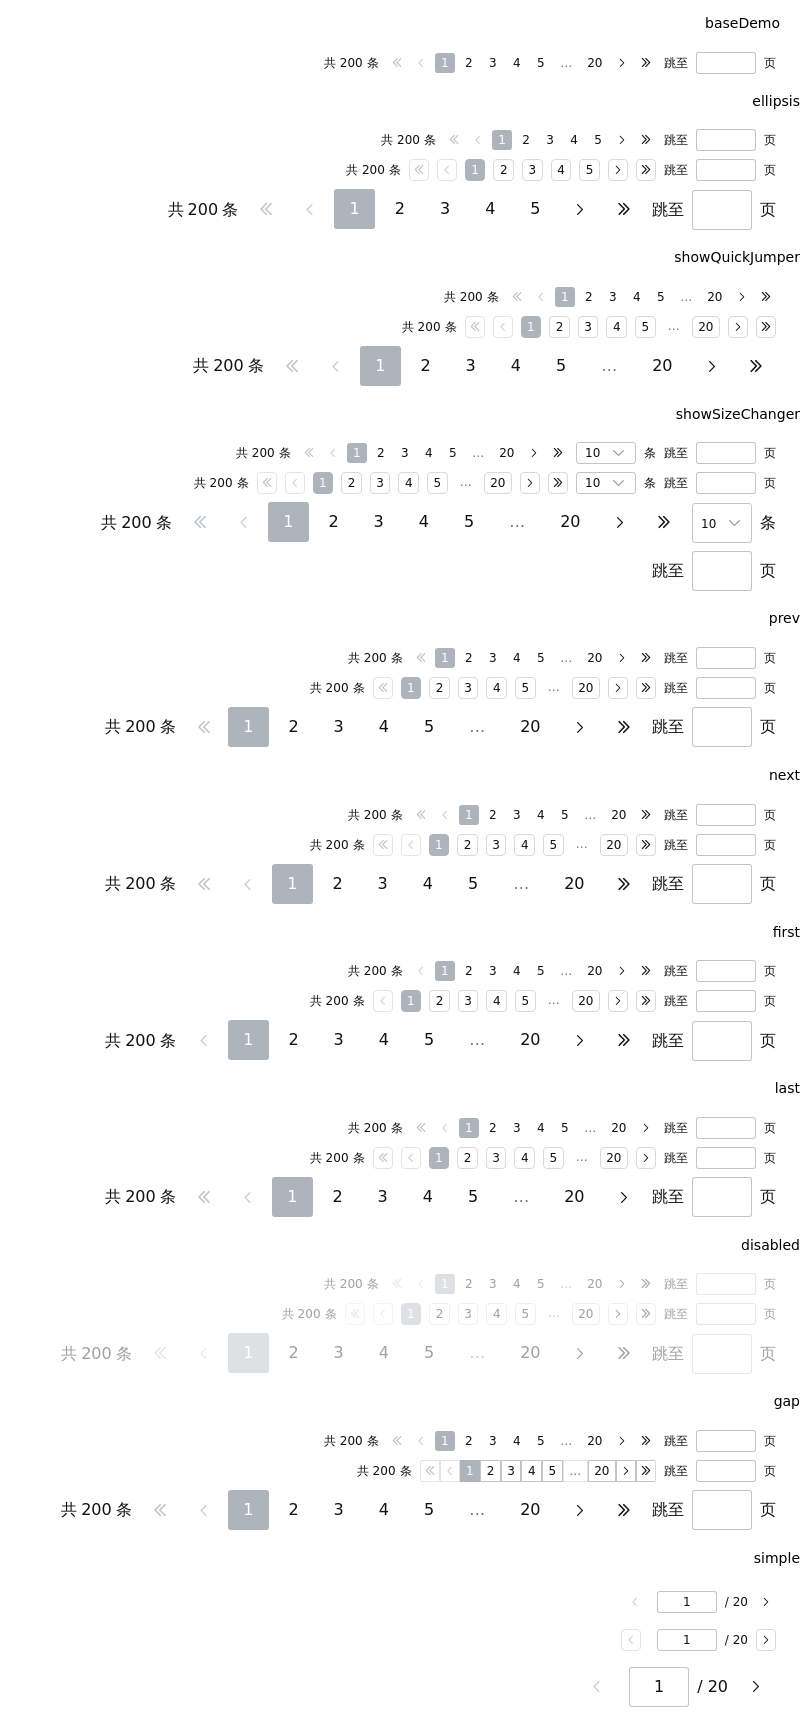 baseDemo
共 200 条 1 2 3 4 5 … 20 跳至 页
ellipsis
共 200 条 1 2 3 4 5 跳至 页
共 200 条 1 2 3 4 5 跳至 页
共 200 条 1 2 3 4 5 跳至 页
showQuickJumper
共 200 条 1 2 3 4 5 … 20
共 200 条 1 2 3 4 5 … 20
共 200 条 1 2 3 4 5 … 20
showSizeChanger
共 200 条 1 2 3 4 5 … 20 10 条 跳至 页
共 200 条 1 2 3 4 5 … 20 10 条 跳至 页
共 200 条 1 2 3 4 5 … 20 10 条
跳至 页
prev
共 200 条 1 2 3 4 5 … 20 跳至 页
共 200 条 1 2 3 4 5 … 20 跳至 页
共 200 条 1 2 3 4 5 … 20 跳至 页
next
共 200 条 1 2 3 4 5 … 20 跳至 页
共 200 条 1 2 3 4 5 … 20 跳至 页
共 200 条 1 2 3 4 5 … 20 跳至 页
first
共 200 条 1 2 3 4 5 … 20 跳至 页
共 200 条 1 2 3 4 5 … 20 跳至 页
共 200 条 1 2 3 4 5 … 20 跳至 页
last
共 200 条 1 2 3 4 5 … 20 跳至 页
共 200 条 1 2 3 4 5 … 20 跳至 页
共 200 条 1 2 3 4 5 … 20 跳至 页
disabled
共 200 条 1 2 3 4 5 … 20 跳至 页
共 200 条 1 2 3 4 5 … 20 跳至 页
共 200 条 1 2 3 4 5 … 20 跳至 页
gap
共 200 条 1 2 3 4 5 … 20 跳至 页
共 200 条 1 2 3 4 5 … 20 跳至 页
共 200 条 1 2 3 4 5 … 20 跳至 页
simple
1 / 20
1 / 20
1 / 20